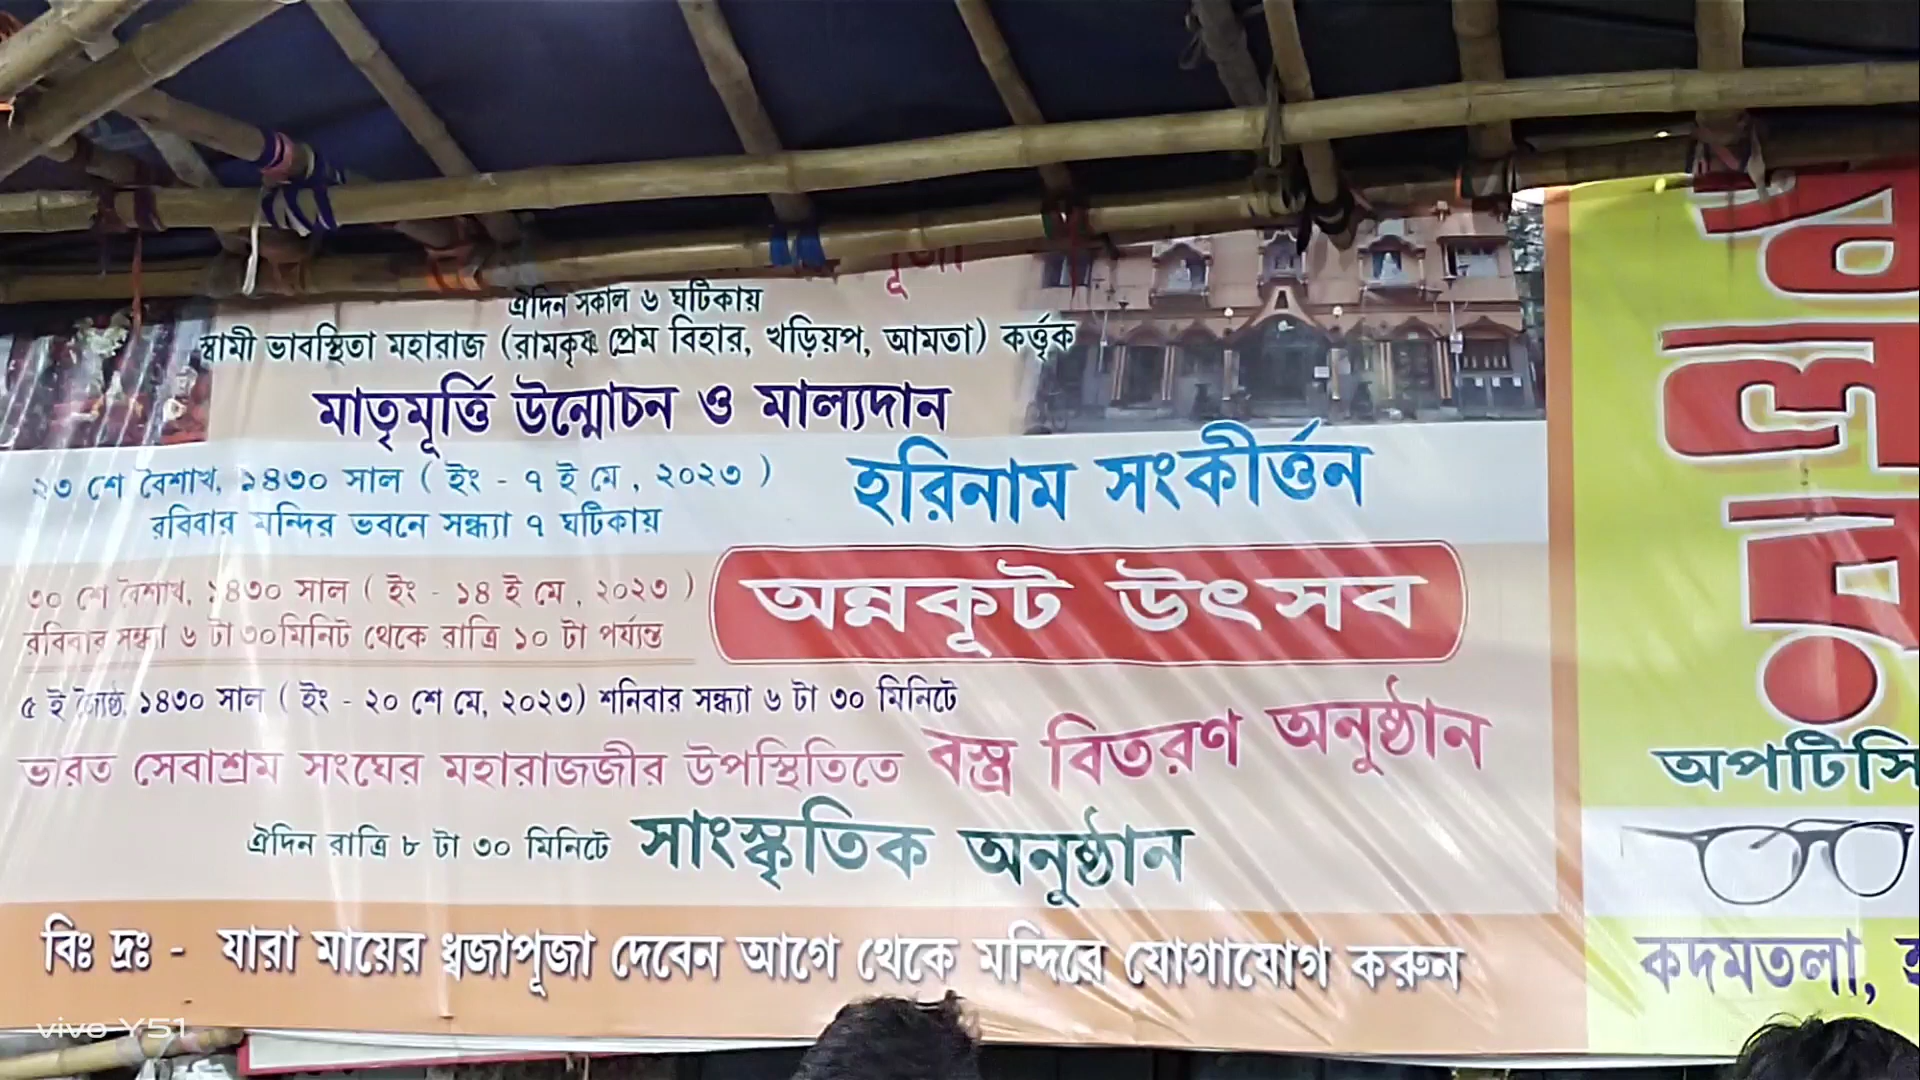 ঐদিন সকাল ৬ ঘটিকায়
স্বামী ভাবস্থিতা মহারাজ (রামকৃষ্ণ প্রেম বিহার, খড়িয়প, আমতা) কর্ত্তৃক
মাতৃমূর্ত্তি উন্মোচন ও মাল্যদান
২৩ শে বৈশাখ, ১৪৩০ সাল ( ইং - ৭ ই মে, ২০২৩ )
রবিবার মন্দির ভবনে সন্ধ্যা ৭ ঘটিকায়
হরিনাম সংকীর্ত্তন
৩০ শে বৈশাখ, ১৪৩০ সাল ( ইং - ১৪ ই মে, ২০২৩ )
রবিবার সন্ধ্যা ৬ টা ৩০ মিনিট থেকে রাত্রি ১০ টা পর্য্যন্ত
অন্নকূট উৎসব
৫ ই জ্যৈষ্ঠ, ১৪৩০ সাল ( ইং - ২০ শে মে, ২০২৩) শনিবার সন্ধ্যা ৬ টা ৩০ মিনিটে
ভারত সেবাশ্রম সংঘের মহারাজজীর উপস্থিতিতে বস্ত্র বিতরণ অনুষ্ঠান
ঐদিন রাত্রি ৮ টা ৩০ মিনিটে সাংস্কৃতিক অনুষ্ঠান
বিঃ দ্রঃ - যারা মায়ের ধ্বজাপূজা দেবেন আগে থেকে মন্দিরে যোগাযোগ করুন
অপটিসি
কদমতলা,
vivo Y51